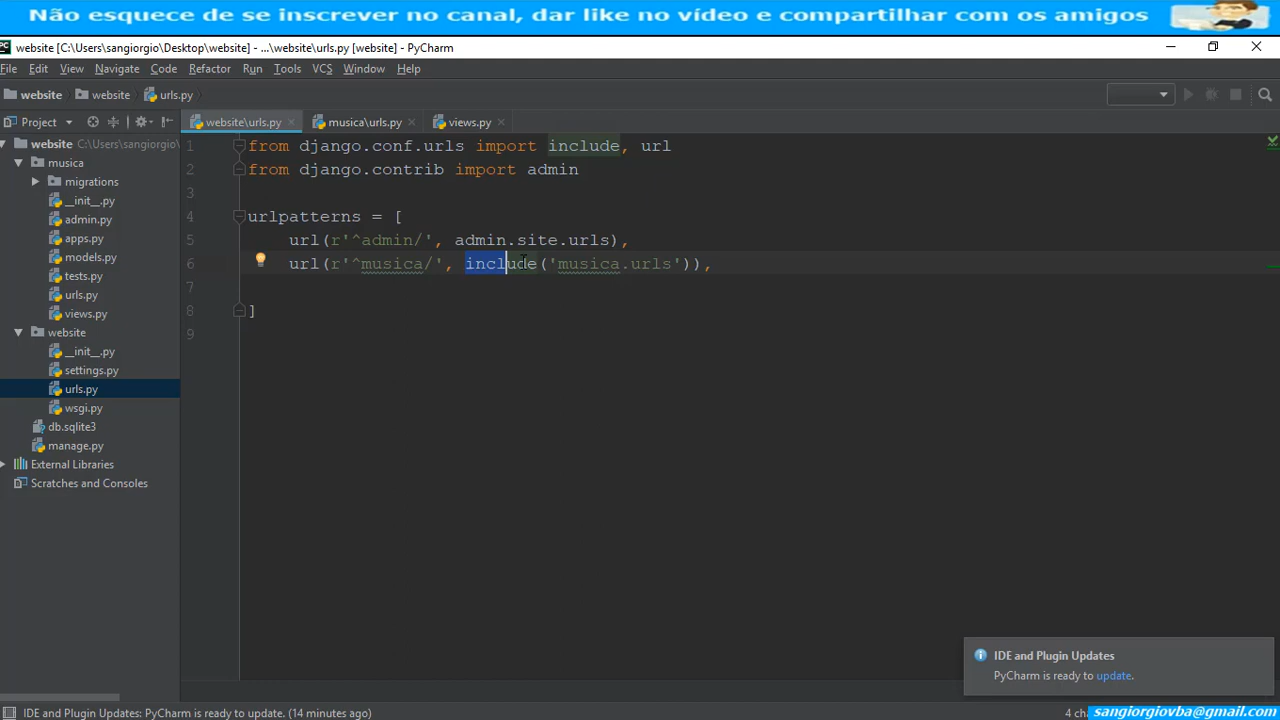 Não esquece de se inscrever no canal, dar like no vídeo e compartilhar com os amigos
PC website [C:\Users\sangiorgio\Desktop\website] - ...\website\urls.py [website] - PyCharm
File Edit View Navigate Code Refactor Run Tools VCS Window Help
website website urls.py
Project website\urls.py musica\urls.py views.py
website C:\Users\sangiorgio\
musica
migrations
__init__.py
admin.py
apps.py
models.py
tests.py
urls.py
views.py
website
__init__.py
settings.py
urls.py
wsgi.py
db.sqlite3
manage.py
External Libraries
Scratches and Consoles
1 from django.conf.urls import include, url
2 from django.contrib import admin
3
4 urlpatterns = [
5 url(r'^admin/', admin.site.urls),
6 url(r'^musica/', include('musica.urls')),
7
8 ]
9
IDE and Plugin Updates
PyCharm is ready to update.
IDE and Plugin Updates: PyCharm is ready to update. (14 minutes ago)
4 cha
sangiorgiovba@gmail.com